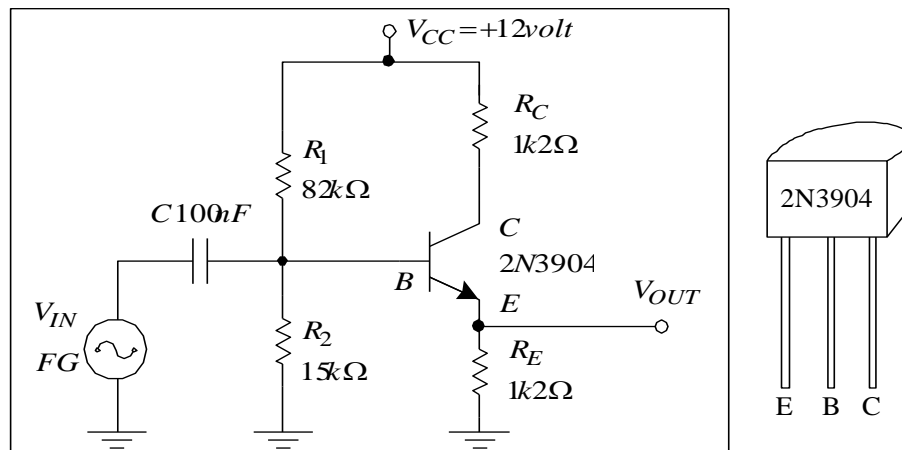 V_CC=+12volt
R_C
1k2Ω
R_1
82kΩ
2N3904
C100nF
C
2N3904
B
E
V_OUT
V_IN
FG
R_2
15kΩ
R_E
1k2Ω
E B C